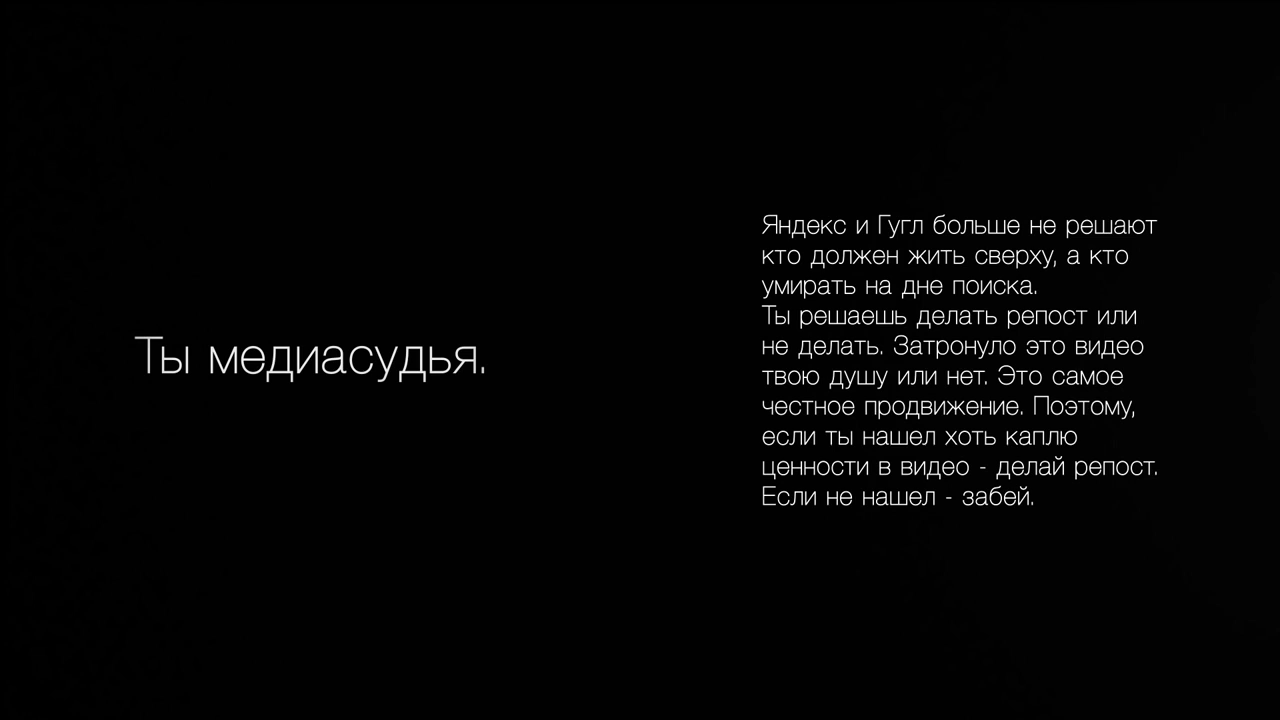 Ты медиасудья.
Яндекс и Гугл больше не решают
кто должен жить сверху, а кто
умирать на дне поиска.
Ты решаешь делать репост или
не делать. Затронуло это видео
твою душу или нет. Это самое
честное продвижение. Поэтому,
если ты нашел хоть каплю
ценности в видео - делай репост.
Если не нашел - забей.